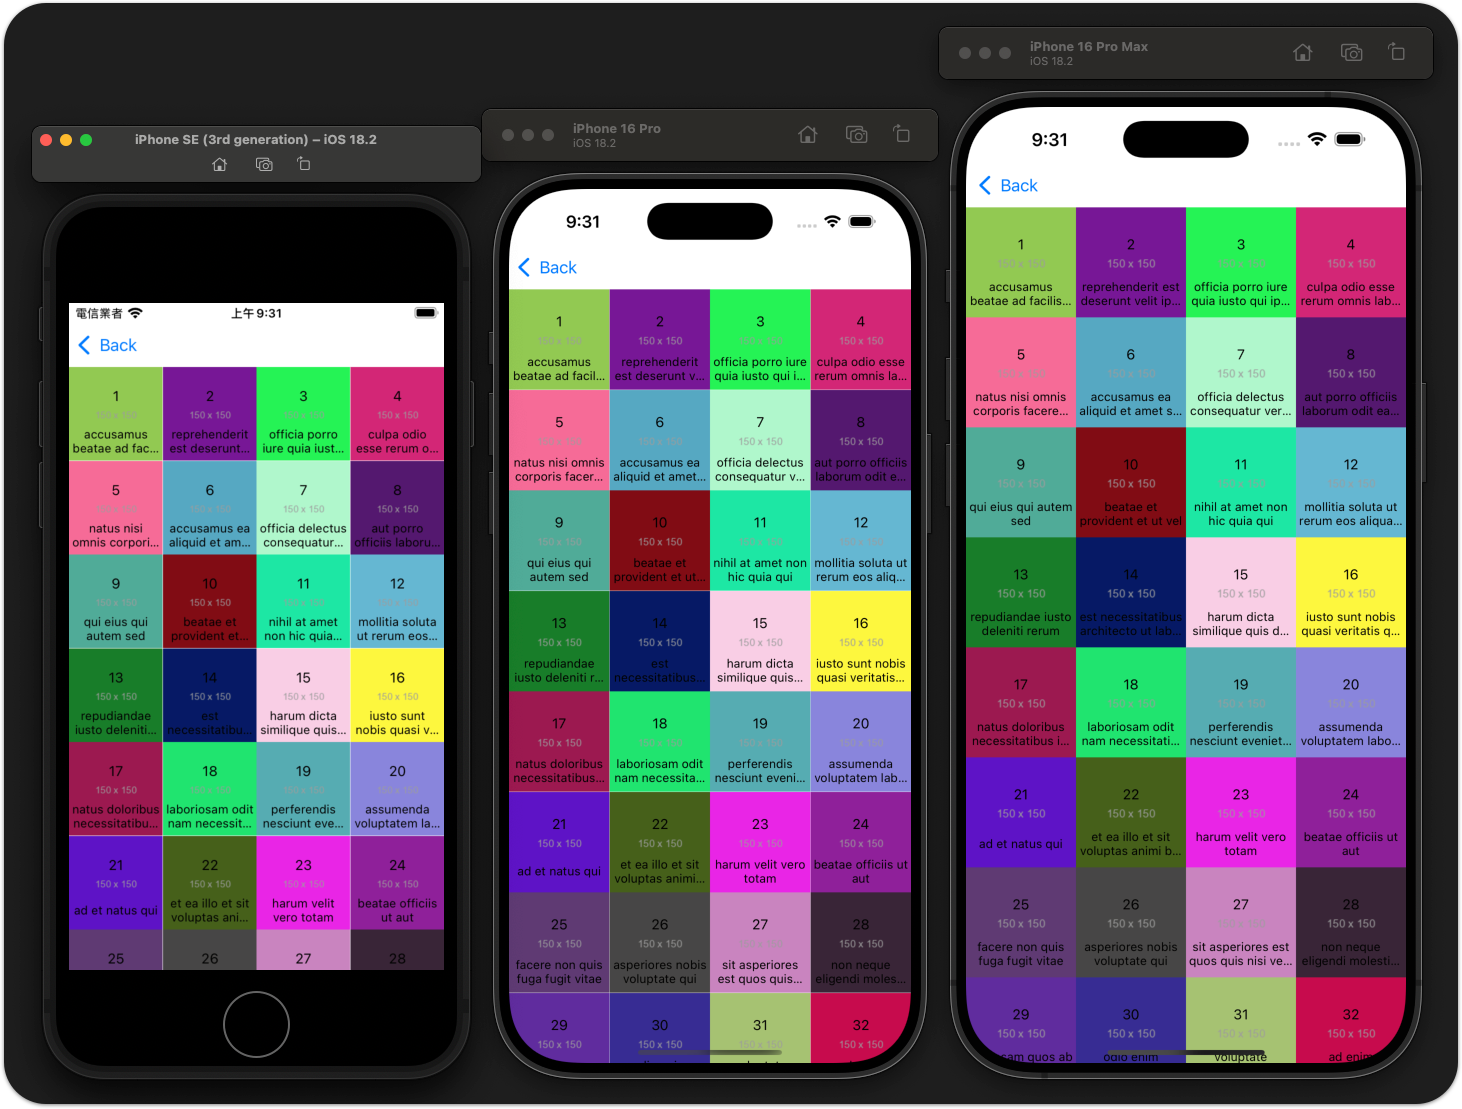 iPhone SE (3rd generation) – iOS 18.2
電信業者 上午9:31
Back
1 2 3 4
150 x 150 150 x 150 150 x 150 150 x 150
accusamus reprehenderit officia porro culpa odio
beatae ad fac... est deserunt... iure quia iust... esse rerum o...
5 6 7 8
150 x 150 150 x 150 150 x 150 150 x 150
natus nisi accusamus ea officia delectus aut porro
omnis corpori... aliquid et am... consequatur... officiis laboru...
9 10 11 12
150 x 150 150 x 150 150 x 150 150 x 150
qui eius qui beatae et nihil at amet mollitia soluta
autem sed provident et... non hic quia... ut rerum eos...
13 14 15 16
150 x 150 150 x 150 150 x 150 150 x 150
repudiandae est harum dicta iusto sunt
iusto deleniti... necessitatibu... similique quis... nobis quasi v...
17 18 19 20
150 x 150 150 x 150 150 x 150 150 x 150
natus doloribus laboriosam odit perferendis assumenda
necessitatibu... nam necessit... nesciunt eve... voluptatem la...
21 22 23 24
150 x 150 150 x 150 150 x 150 150 x 150
ad et natus qui et ea illo et sit harum velit beatae officiis
voluptas ani... vero totam ut aut
25 26 27 28
iPhone 16 Pro
iOS 18.2
9:31
Back
1 2 3 4
150 x 150 150 x 150 150 x 150 150 x 150
accusamus reprehenderit officia porro iure culpa odio esse
beatae ad facil... est deserunt v... quia iusto qui i... rerum omnis la...
5 6 7 8
150 x 150 150 x 150 150 x 150 150 x 150
natus nisi omnis accusamus ea officia delectus aut porro officiis
corporis facer... aliquid et amet... consequatur v... laborum odit e...
9 10 11 12
150 x 150 150 x 150 150 x 150 150 x 150
qui eius qui beatae et nihil at amet non mollitia soluta ut
autem sed provident et ut... hic quia qui rerum eos aliq...
13 14 15 16
150 x 150 150 x 150 150 x 150 150 x 150
repudiandae est harum dicta iusto sunt nobis
iusto deleniti r... necessitatibus... similique quis... quasi veritatis...
17 18 19 20
150 x 150 150 x 150 150 x 150 150 x 150
natus doloribus laboriosam odit perferendis assumenda
necessitatibus... nam necessita... nesciunt eveni... voluptatem lab...
21 22 23 24
150 x 150 150 x 150 150 x 150 150 x 150
ad et natus qui et ea illo et sit harum velit vero beatae officiis ut
voluptas animi... totam aut
25 26 27 28
150 x 150 150 x 150 150 x 150 150 x 150
facere non quis asperiores nobis sit asperiores non neque
fuga fugit vitae voluptate qui est quos quis... eligendi moles...
29 30 31 32
150 x 150 150 x 150 150 x 150 150 x 150
iPhone 16 Pro Max
iOS 18.2
9:31
Back
1 2 3 4
150 x 150 150 x 150 150 x 150 150 x 150
accusamus reprehenderit est officia porro iure culpa odio esse
beatae ad facilis... deserunt velit ip... quia iusto qui ip... rerum omnis lab...
5 6 7 8
150 x 150 150 x 150 150 x 150 150 x 150
natus nisi omnis accusamus ea officia delectus aut porro officiis
corporis facere... aliquid et amet s... consequatur ver... laborum odit ea...
9 10 11 12
150 x 150 150 x 150 150 x 150 150 x 150
qui eius qui autem beatae et nihil at amet non mollitia soluta ut
sed provident et ut vel hic quia qui rerum eos aliqua...
13 14 15 16
150 x 150 150 x 150 150 x 150 150 x 150
repudiandae iusto est necessitatibus harum dicta iusto sunt nobis
deleniti rerum architecto ut lab... similique quis d... quasi veritatis q...
17 18 19 20
150 x 150 150 x 150 150 x 150 150 x 150
natus doloribus laboriosam odit perferendis assumenda
necessitatibus i... nam necessitati... nesciunt eveniet... voluptatem labo...
21 22 23 24
150 x 150 150 x 150 150 x 150 150 x 150
ad et natus qui et ea illo et sit harum velit vero beatae officiis ut
voluptas animi b... totam aut
25 26 27 28
150 x 150 150 x 150 150 x 150 150 x 150
facere non quis asperiores nobis sit asperiores est non neque
fuga fugit vitae voluptate qui quos quis nisi ve... eligendi molesti...
29 30 31 32
150 x 150 150 x 150 150 x 150 150 x 150
quos ab odio enim voluptate ad enim